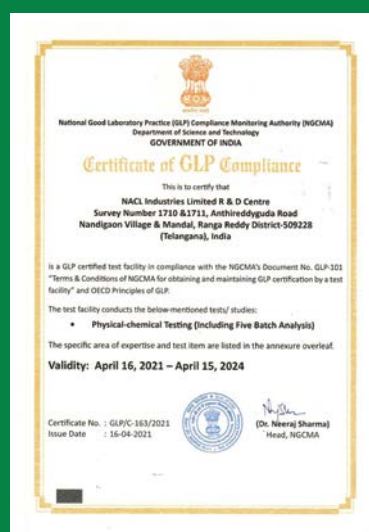 National Good Laboratory Practice (GLP) Compliance Monitoring Authority (NGCMA)
Department of Science and Technology
GOVERNMENT OF INDIA
Certificate of GLP Compliance
This is to certify that
NACL Industries Limited R & D Centre
Survey Number 1710 &1711, Anthireddyguda Road
Nandigaon Village & Mandal, Ranga Reddy District-509228
(Telangana), India
is a GLP certified test facility in compliance with the NGCMA's Document No. GLP-101
"Terms & Conditions of NGCMA for obtaining and maintaining GLP certification by a test
facility" and OECD Principles of GLP.
The test facility conducts the below-mentioned tests/ studies:
• Physical-chemical Testing (Including Five Batch Analysis)
The specific area of expertise and test item are listed in the annexure overleaf.
Validity: April 16, 2021 – April 15, 2024
Certificate No. : GLP/C-163/2021
Issue Date : 16-04-2021
(Dr. Neeraj Sharma)
Head, NGCMA